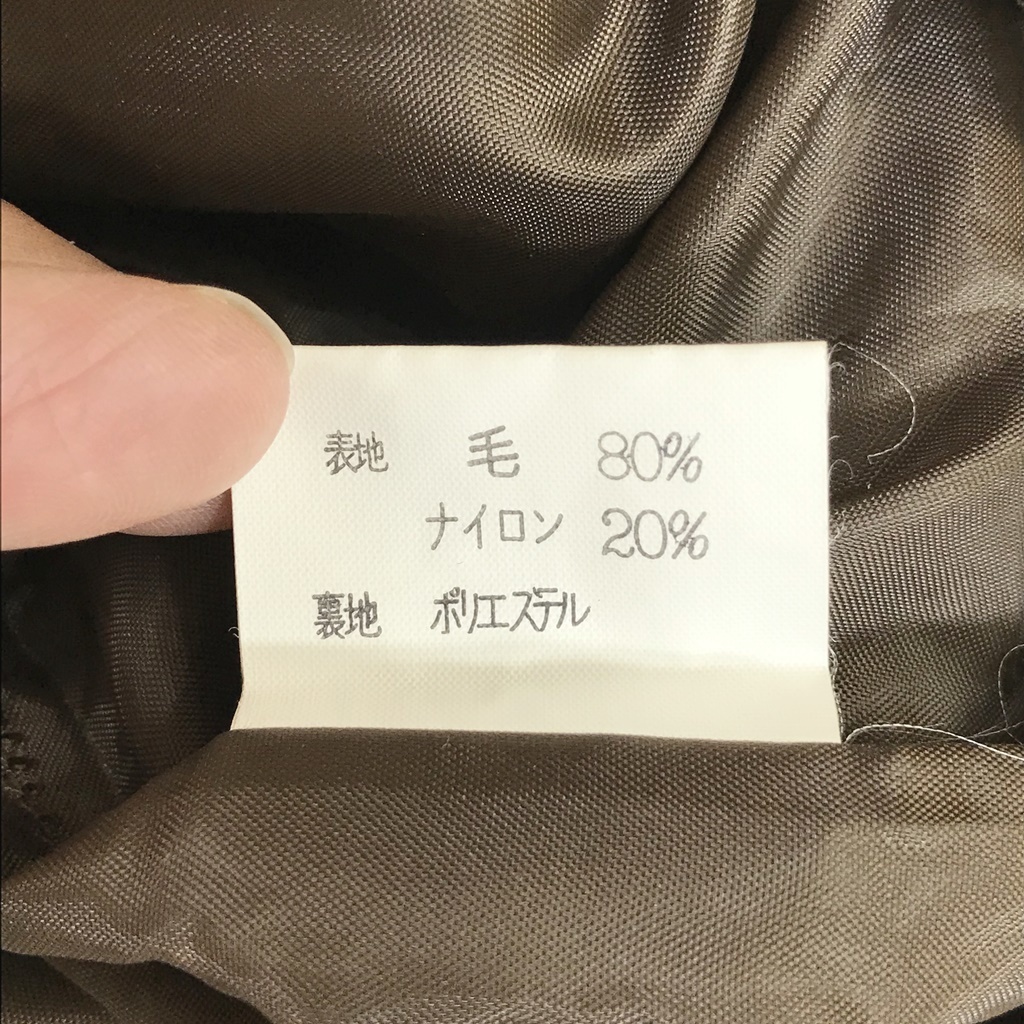 表地 毛 80%
ナイロン 20%
裏地 ポリエステル